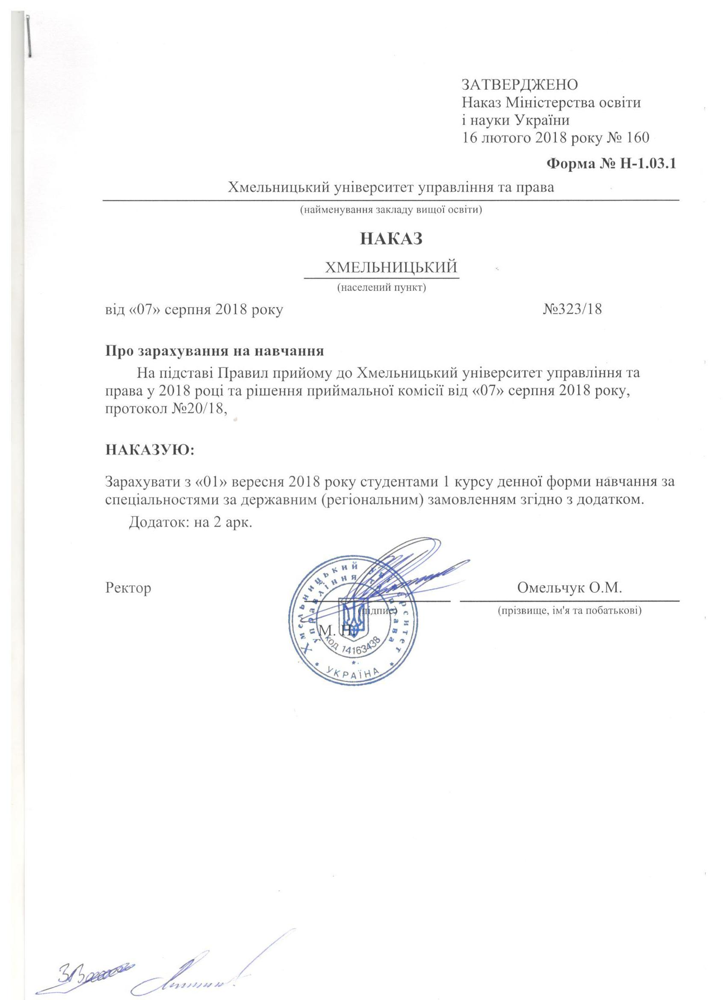 ЗАТВЕРДЖЕНО
Наказ Міністерства освіти
і науки України
16 лютого 2018 року № 160
Форма № Н-1.03.1
Хмельницький університет управління та права
(найменування закладу вищої освіти)
НАКАЗ
ХМЕЛЬНИЦЬКИЙ
(населений пункт)
від «07» серпня 2018 року №323/18
Про зарахування на навчання
На підставі Правил прийому до Хмельницький університет управління та
права у 2018 році та рішення приймальної комісії від «07» серпня 2018 року,
протокол №20/18,
НАКАЗУЮ:
Зарахувати з «01» вересня 2018 року студентами 1 курсу денної форми навчання за
спеціальностями за державним (регіональним) замовленням згідно з додатком.
Додаток: на 2 арк.
Ректор Омельчук О.М.
(підпис) (прізвище, ім'я та побатькові)
М. П.
Хмельницький університет
управління та права
код 14163438
УКРАЇНА